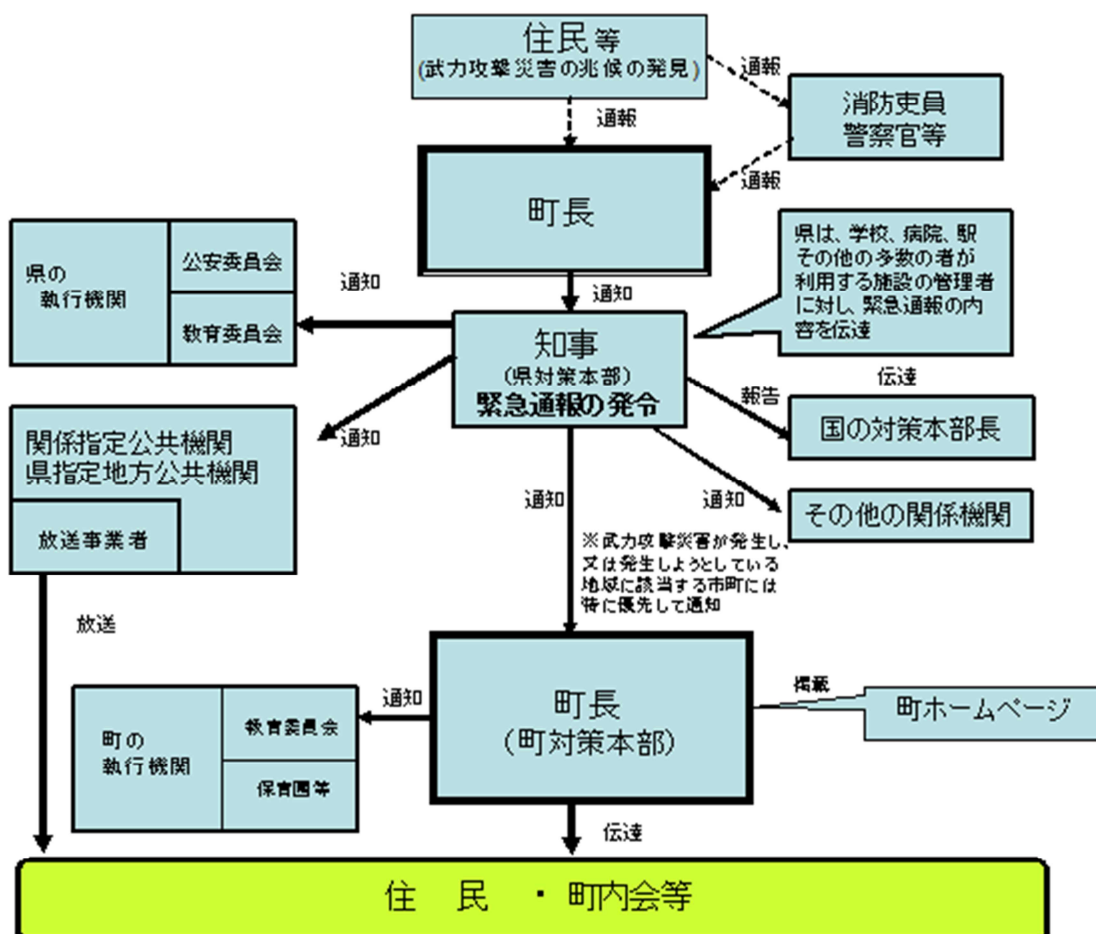 住民等
(武力攻撃災害の兆候の発見)
通報
通報
消防吏員
警察官等
通報
町長
県の
執行機関
公安委員会
教育委員会
通知
通知
県は、学校、病院、駅
その他の多数の者が
利用する施設の管理者
に対し、緊急通報の内
容を伝達
知事
(県対策本部)
緊急通報の発令
伝達
報告
国の対策本部長
通知
関係指定公共機関
県指定地方公共機関
放送事業者
通知
通知
その他の関係機関
※武力攻撃災害が発生し、
又は発生しようとしている
地域に該当する市町には
特に優先して通知
放送
町の
執行機関
教育委員会
保育園等
通知
町長
(町対策本部)
掲載
町ホームページ
伝達
住 民 ・ 町内会等